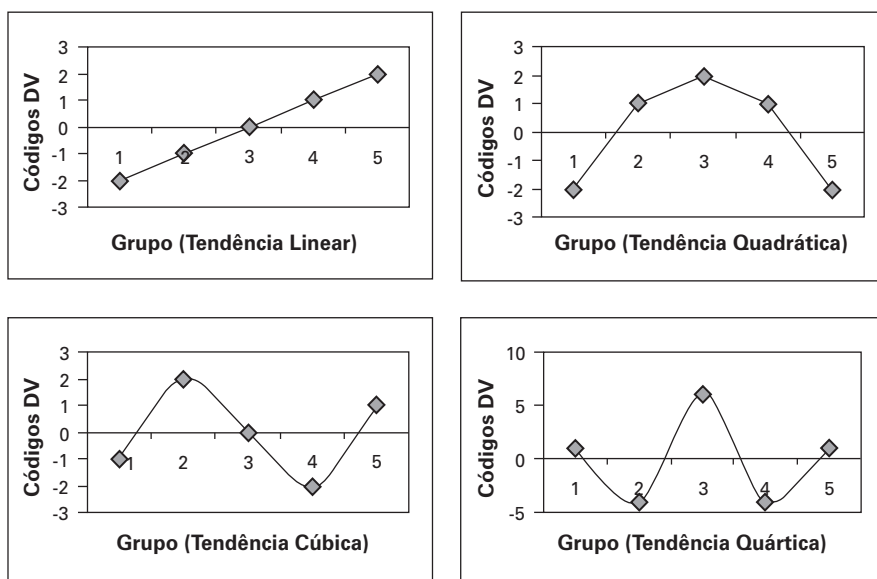 3
2
1
0
-1
-2
-3
1 2 3 4 5
Códigos DV
Grupo (Tendência Linear)
3
2
1
0
-1
-2
-3
1 2 3 4 5
Códigos DV
Grupo (Tendência Quadrática)
3
2
1
0
-1
-2
-3
1 2 3 4 5
Códigos DV
Grupo (Tendência Cúbica)
10
5
0
-5
1 2 3 4 5
Códigos DV
Grupo (Tendência Quártica)